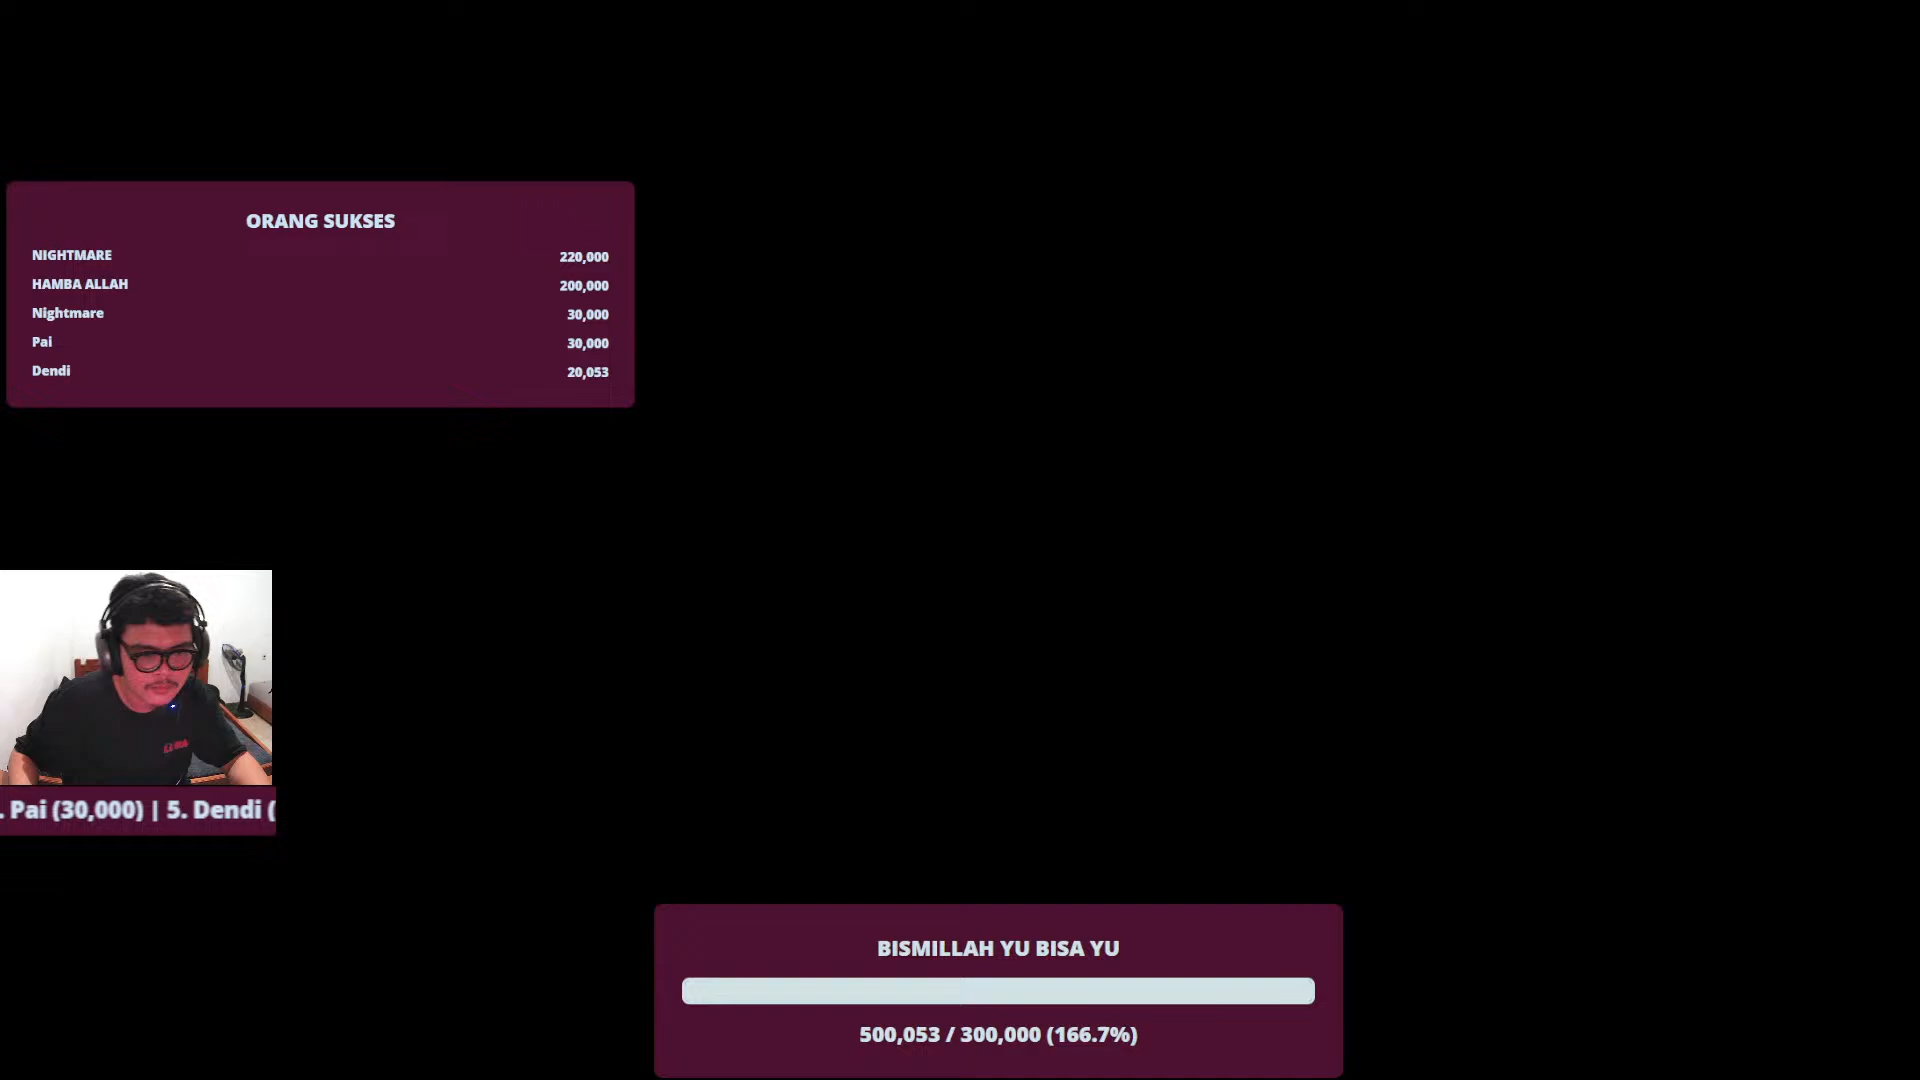 ORANG SUKSES
NIGHTMARE 220,000
HAMBA ALLAH 200,000
Nightmare 30,000
Pai 30,000
Dendi 20,053
. Pai (30,000) | 5. Dendi (
BISMILLAH YU BISA YU
500,053 / 300,000 (166.7%)